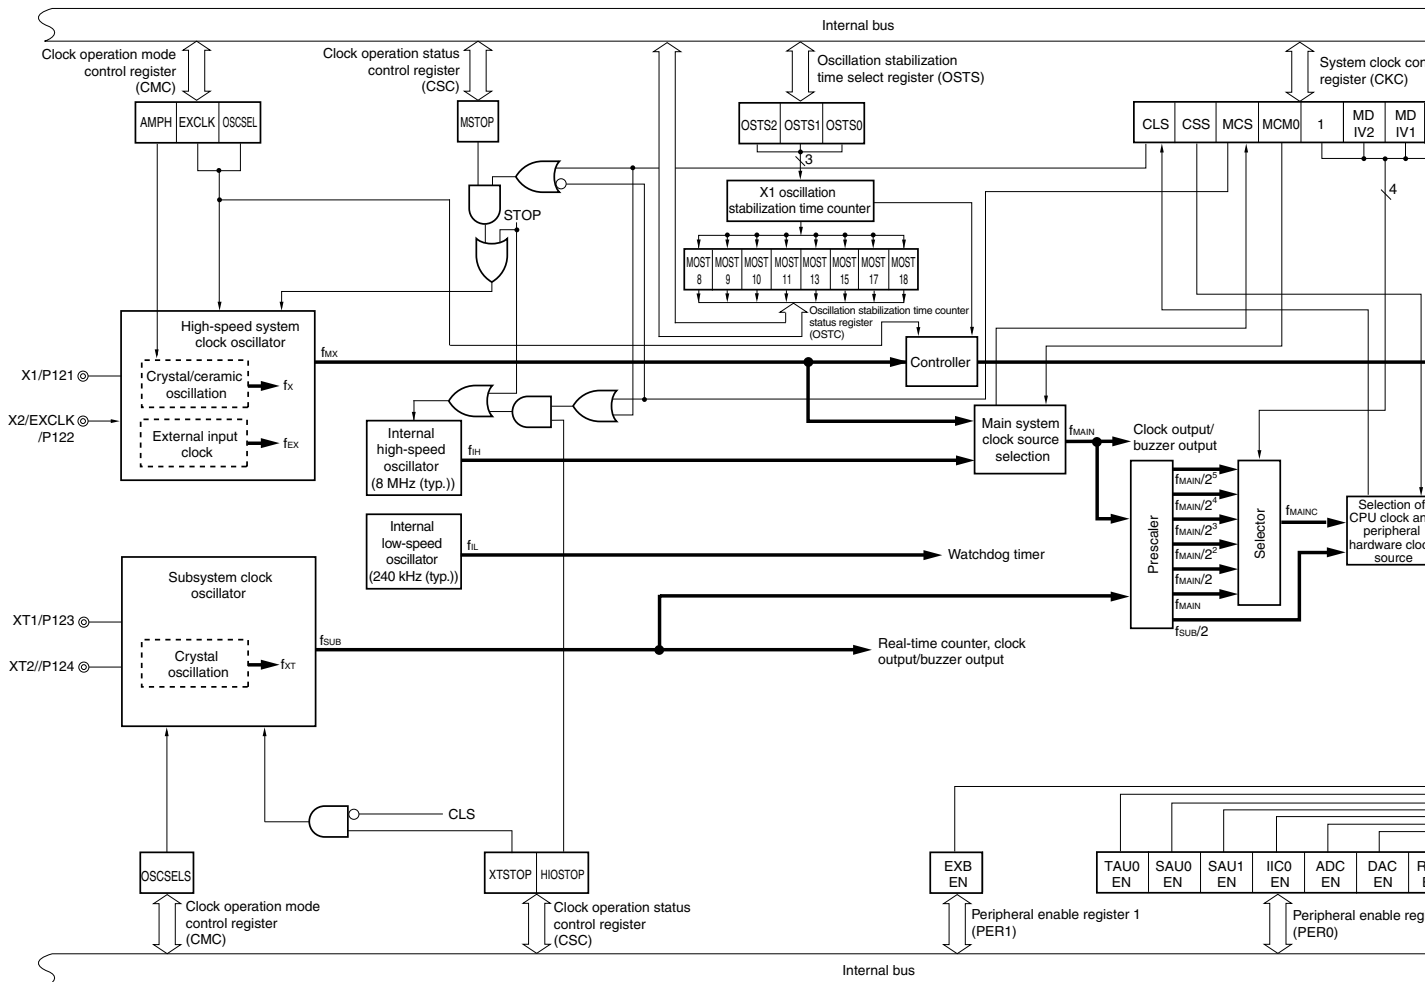 Internal bus
Clock operation mode
control register
(CMC)
Clock operation status
control register
(CSC)
Oscillation stabilization
time select register (OSTS)
System clock con
register (CKC)
AMPH EXCLK OSCSEL
MSTOP
OSTS2 OSTS1 OSTS0
CLS CSS MCS MCM0 1 MD
IV2 MD
IV1
3
4
STOP
X1 oscillation
stabilization time counter
MOST
8 MOST
9 MOST
10 MOST
11 MOST
13 MOST
15 MOST
17 MOST
18
Oscillation stabilization time counter
status register
(OSTC)
High-speed system
clock oscillator
fMX
Controller
X1/P121
Crystal/ceramic
oscillation
fX
X2/EXCLK
/P122
External input
clock
fEX
Internal
high-speed
oscillator
(8 MHz (typ.))
fIH
Main system
clock source
selection
fMAIN
Clock output/
buzzer output
Prescaler
fMAIN/2⁵
fMAIN/2⁴
fMAIN/2³
fMAIN/2²
fMAIN/2
fMAIN
fSUB/2
Selector
fMAINC
Selection of
CPU clock an
peripheral
hardware cloc
source
Internal
low-speed
oscillator
(240 kHz (typ.))
fIL
Watchdog timer
Subsystem clock
oscillator
XT1/P123
fSUB
XT2//P124
Crystal
oscillation
fXT
Real-time counter, clock
output/buzzer output
CLS
OSCSELS
XTSTOP HIOSTOP
EXB
EN
TAU0
EN SAU0
EN SAU1
EN IIC0
EN ADC
EN DAC
EN R
E
Clock operation mode
control register
(CMC)
Clock operation status
control register
(CSC)
Peripheral enable register 1
(PER1)
Peripheral enable reg
(PER0)
Internal bus